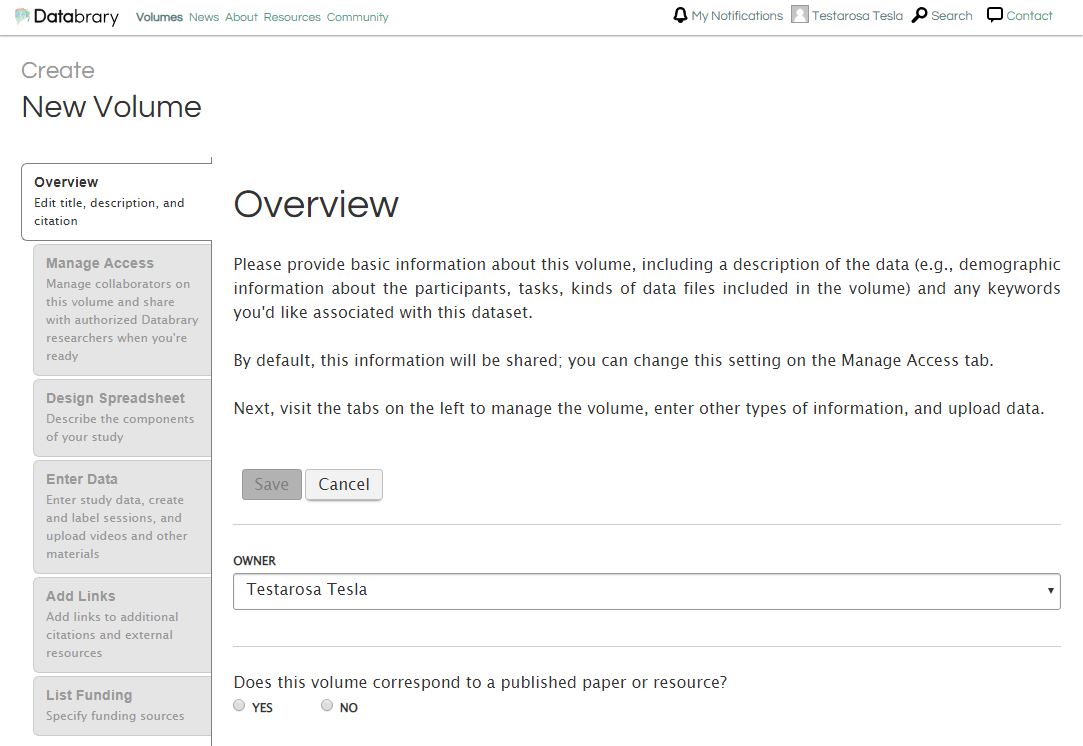 Databrary Volumes News About Resources Community My Notifications Testarosa Tesla Search Contact
Create
New Volume
Overview
Edit title, description, and
citation
Manage Access
Manage collaborators on
this volume and share
with authorized Databrary
researchers when you're
ready
Design Spreadsheet
Describe the components
of your study
Enter Data
Enter study data, create
and label sessions, and
upload videos and other
materials
Add Links
Add links to additional
citations and external
resources
List Funding
Specify funding sources
Overview
Please provide basic information about this volume, including a description of the data (e.g., demographic
information about the participants, tasks, kinds of data files included in the volume) and any keywords
you'd like associated with this dataset.
By default, this information will be shared; you can change this setting on the Manage Access tab.
Next, visit the tabs on the left to manage the volume, enter other types of information, and upload data.
Save Cancel
OWNER
Testarosa Tesla
Does this volume correspond to a published paper or resource?
YES NO